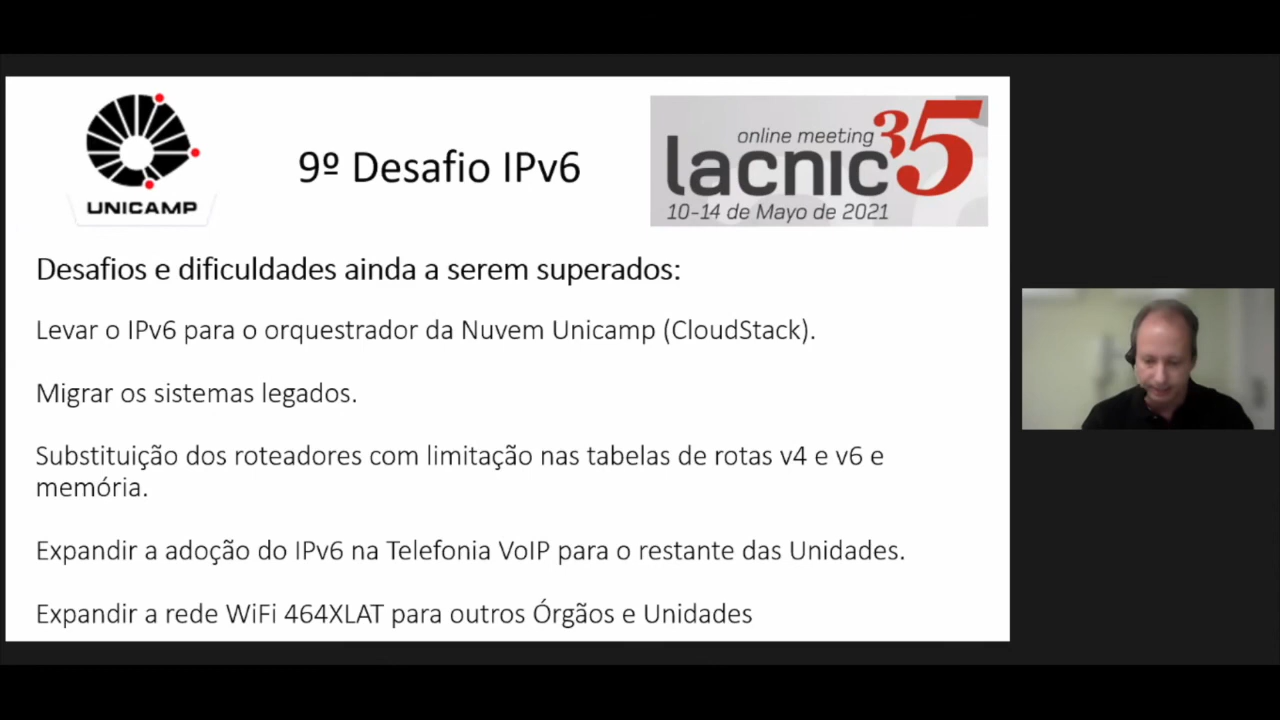 UNICAMP
9º Desafio IPv6
online meeting
lacnic35
10-14 de Mayo de 2021
Desafios e dificuldades ainda a serem superados:
Levar o IPv6 para o orquestrador da Nuvem Unicamp (CloudStack).
Migrar os sistemas legados.
Substituição dos roteadores com limitação nas tabelas de rotas v4 e v6 e
memória.
Expandir a adoção do IPv6 na Telefonia VoIP para o restante das Unidades.
Expandir a rede WiFi 464XLAT para outros Órgãos e Unidades